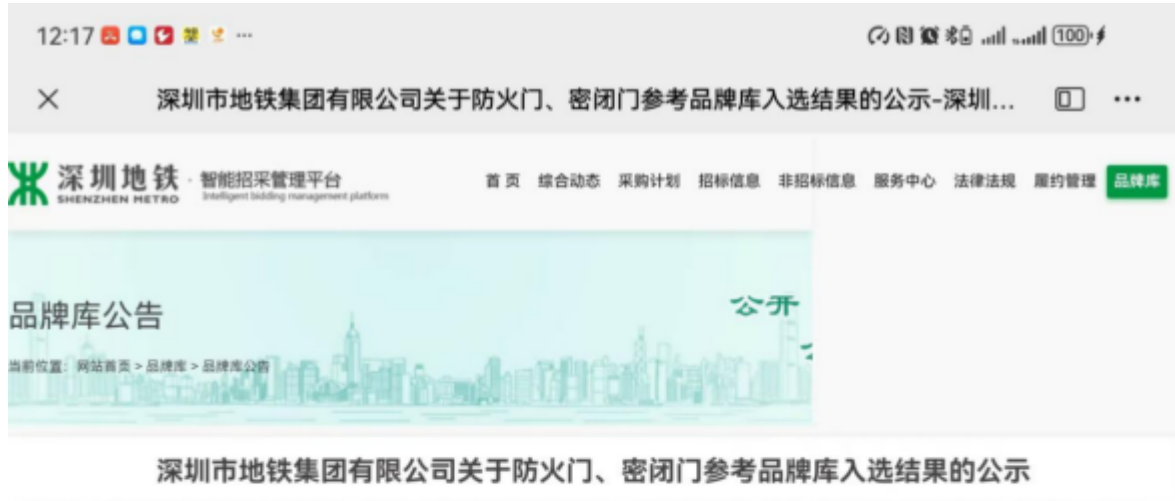 12:17 ... 100
× 深圳市地铁集团有限公司关于防火门、密闭门参考品牌库入选结果的公示-深圳... ...
深圳地铁 · 智能招采管理平台 首页 综合动态 采购计划 招标信息 非招标信息 服务中心 法律法规 履约管理 品牌库
SHENZHEN METRO Intelligent bidding management platform
公开
品牌库公告
当前位置: 网站首页 > 品牌库 > 品牌库公告
深圳市地铁集团有限公司关于防火门、密闭门参考品牌库入选结果的公示